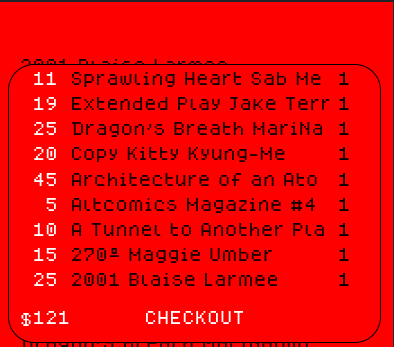 2001 Blaise Larmee
11 Sprawling Heart Sab Me 1
19 Extended Play Jake Terr 1
25 Dragon's Breath MariNa 1
20 Copy Kitty Kyung-Me 1
45 Architecture of an Ato 1
5 Altcomics Magazine #4 1
10 A Tunnel to Another Pla 1
15 270º Maggie Umber 1
25 2001 Blaise Larmee 1
$121 CHECKOUT